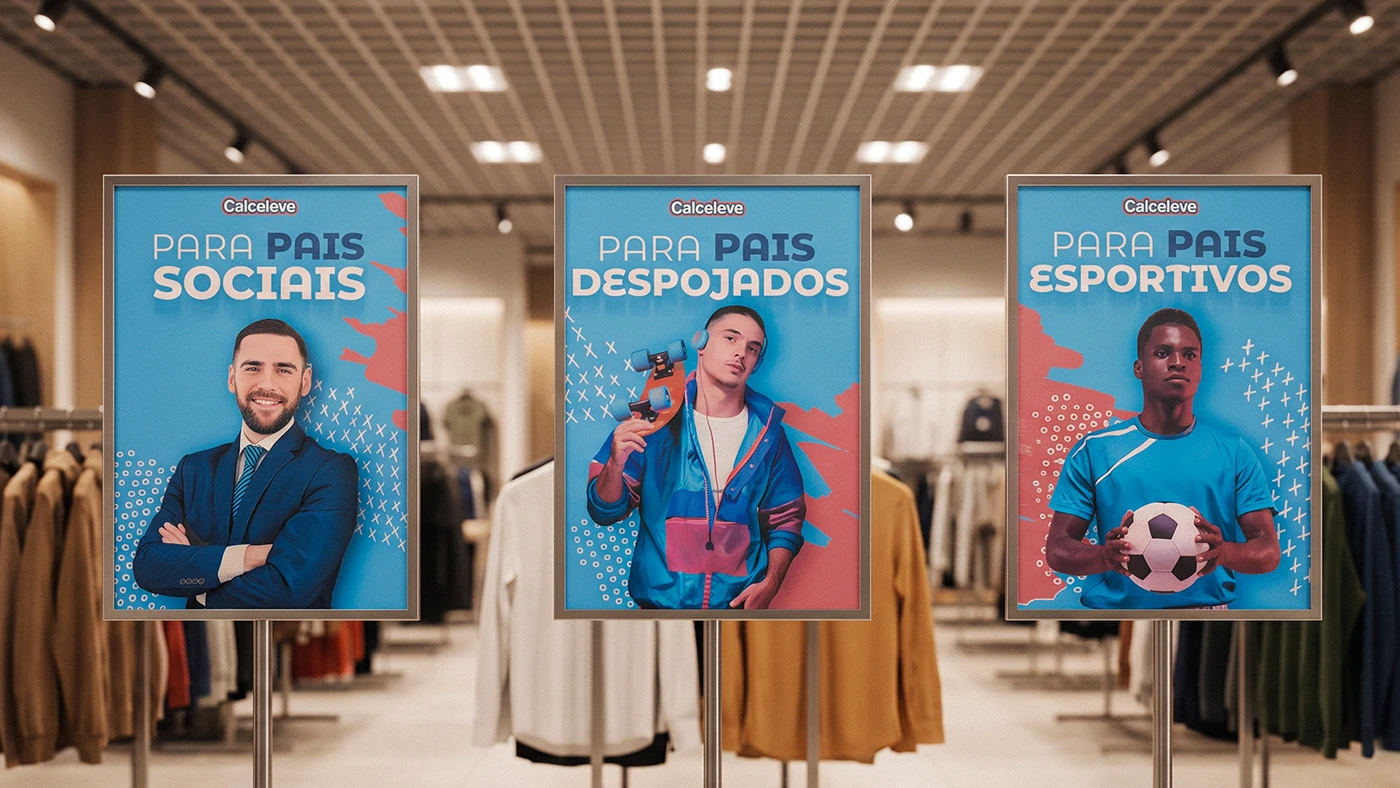 Calceleve
PARA PAIS
SOCIAIS
Calceleve
PARA PAIS
DESPOJADOS
Calceleve
PARA PAIS
ESPORTIVOS